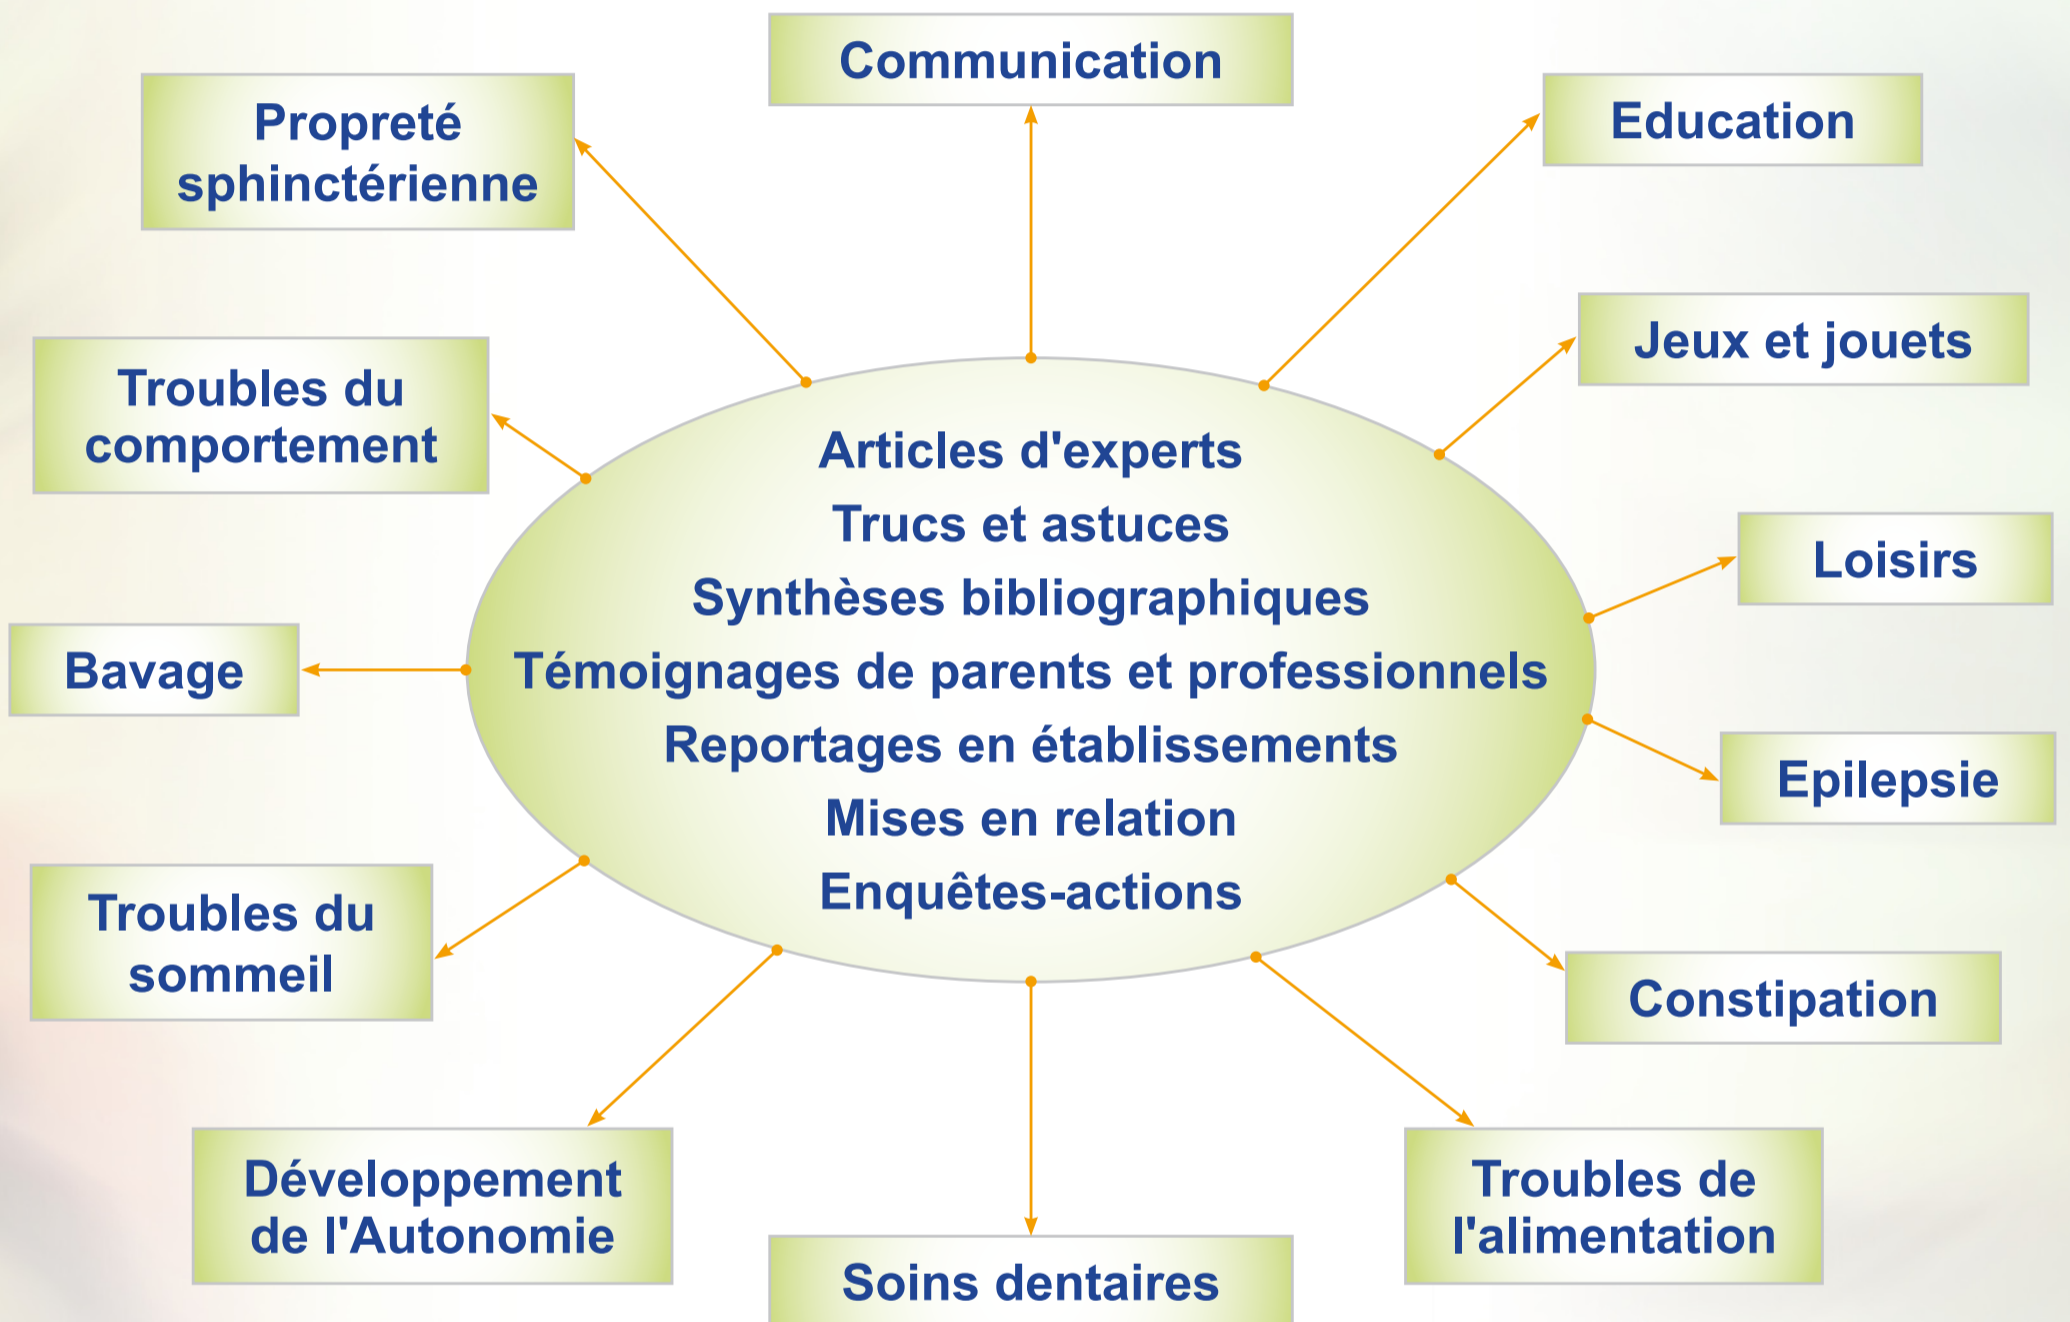 Communication
Propreté
sphinctérienne
Education
Jeux et jouets
Troubles du
comportement
Articles d'experts
Trucs et astuces
Synthèses bibliographiques
Témoignages de parents et professionnels
Reportages en établissements
Mises en relation
Enquêtes-actions
Loisirs
Bavage
Epilepsie
Troubles du
sommeil
Constipation
Développement
de l'Autonomie
Soins dentaires
Troubles de
l'alimentation